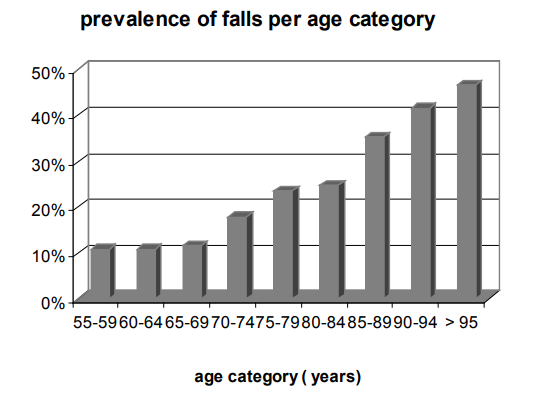 prevalence of falls per age category
50%
40%
30%
20%
10%
0%
55-59 60-64 65-69 70-74 75-79 80-84 85-89 90-94 > 95
age category ( years)